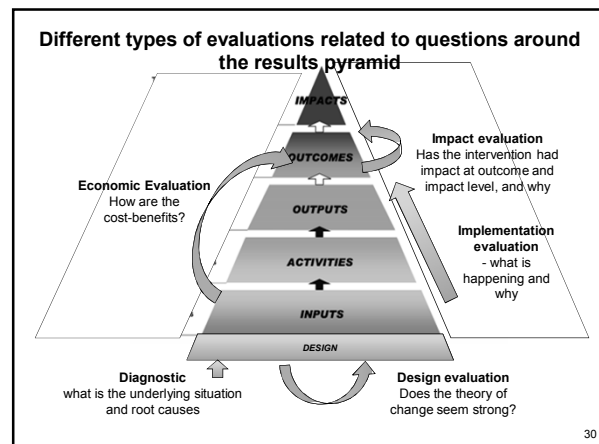 Different types of evaluations related to questions around
the results pyramid
IMPACTS
OUTCOMES
OUTPUTS
ACTIVITIES
INPUTS
DESIGN
Economic Evaluation
How are the
cost-benefits?
Impact evaluation
Has the intervention had
impact at outcome and
impact level, and why
Implementation
evaluation
- what is
happening and
why
Diagnostic
what is the underlying situation
and root causes
Design evaluation
Does the theory of
change seem strong?
30